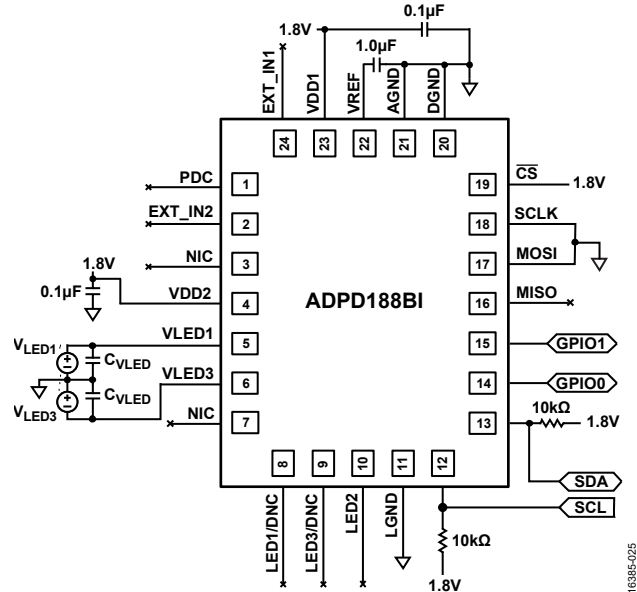 0.1µF
1.8V
1.0µF
EXT_IN1
VDD1
VREF
AGND
DGND
24
23
22
21
20
PDC
1
EXT_IN2
2
NIC
3
1.8V
0.1µF
VDD2
4
VLED1
5
VLED1
CVLED
VLED3
6
CVLED
VLED3
NIC
7
ADPD188BI
19
CS
1.8V
18
SCLK
17
MOSI
16
MISO
15
GPIO1
14
GPIO0
13
10kΩ
1.8V
SDA
SCL
8
9
10
11
12
LED1/DNC
LED3/DNC
LED2
LGND
10kΩ
1.8V
16385-025